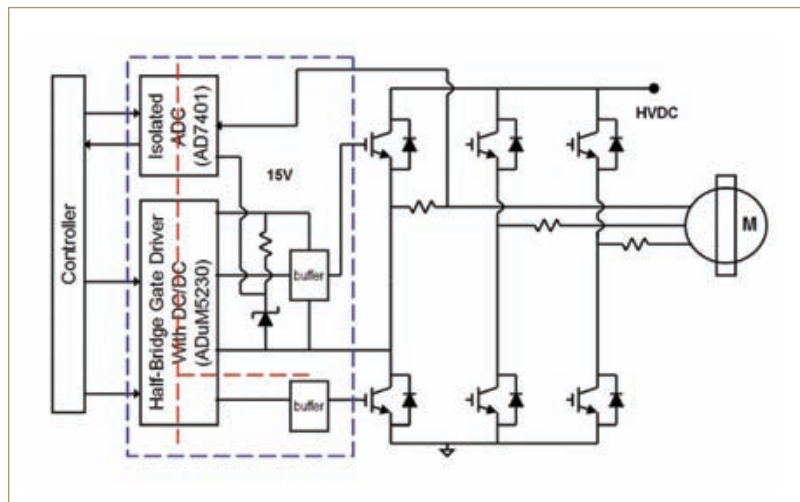 Controller
Isolated
ADC
(AD7401)
15V
HVDC
M
Half-Bridge Gate Driver
With DC/DC
(ADuM5230)
buffer
buffer